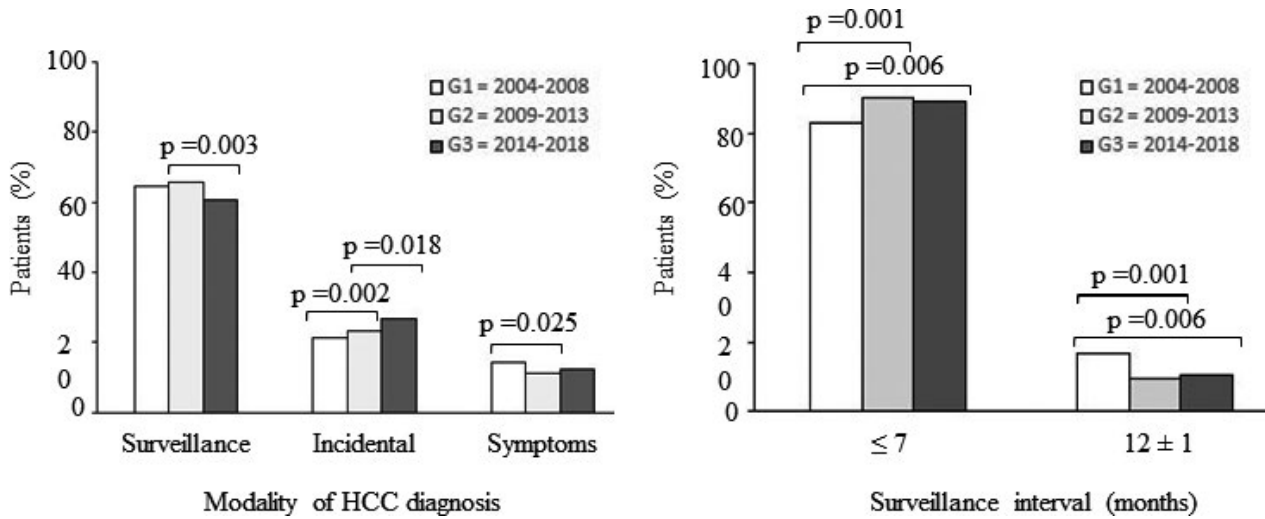 100
80
60
40
2
0
0
Patients (%)
G1 = 2004-2008
G2 = 2009-2013
G3 = 2014-2018
p =0.003
p =0.018
p =0.002
p =0.025
Surveillance
Incidental
Symptoms
Modality of HCC diagnosis
p =0.001
p =0.006
100
80
60
4
0
2
0
0
Patients (%)
G1 = 2004-2008
G2 = 2009-2013
G3 = 2014-2018
p =0.001
p =0.006
≤ 7
12 ± 1
Surveillance interval (months)